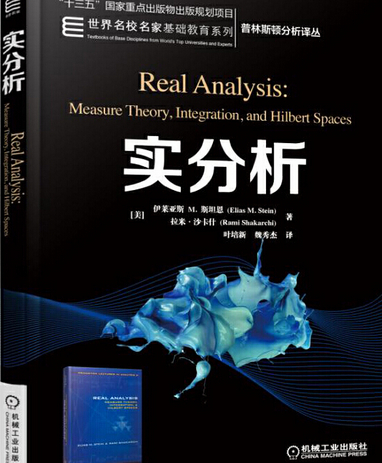 "十三五"国家重点出版物出版规划项目
世界名校名家基础教育系列
Textbooks of Base Disciplines from World's Top Universities and Experts
普林斯顿分析译丛
Real Analysis:
Measure Theory, Integration, and Hilbert Spaces
实分析
[美]
伊莱亚斯 M. 斯坦恩 (Elias M. Stein)
拉米·沙卡什 (Rami Shakarchi)
著
叶培新 魏秀杰 译
REAL ANALYSIS
MEASURE THEORY,
INTEGRATION, &
HILBERT SPACES
机械工业出版社
CHINA MACHINE PRESS
实分析
Real Analysis:
Measure Theory, Integration, and Hilbert Spaces
机械工业出版社